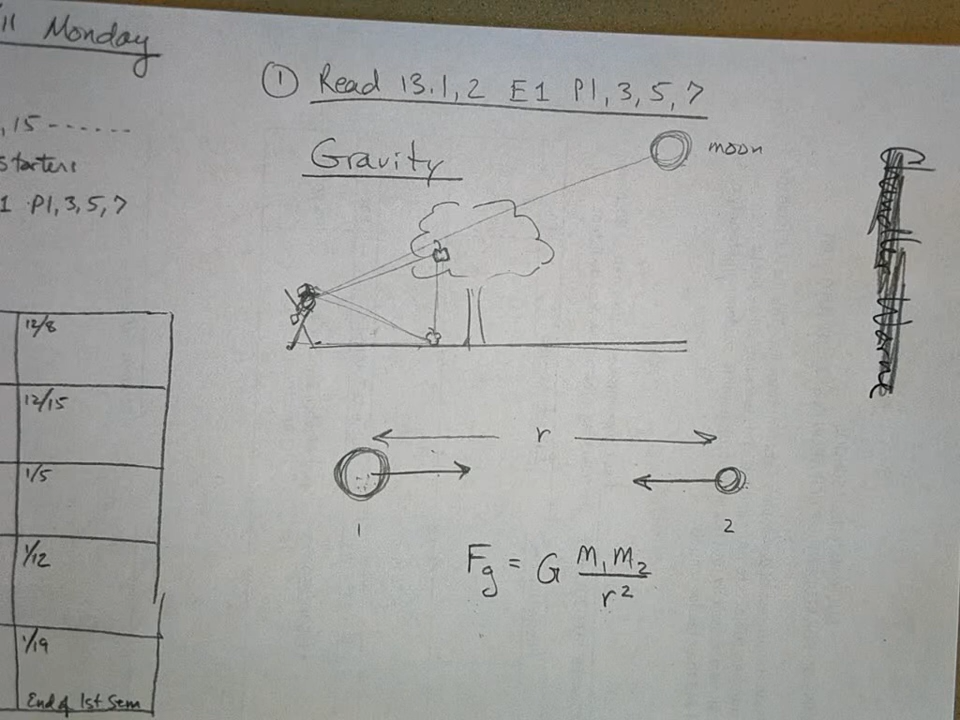 Monday
,15 ------
starters
1 P1,3,5,7
12/8
12/15
1/5
1/12
1/19
End of 1st Sem
① Read 13.1,2 E1 P1,3,5,7
Gravity
moon
r
1
2
Fg = G m₁m₂/r²